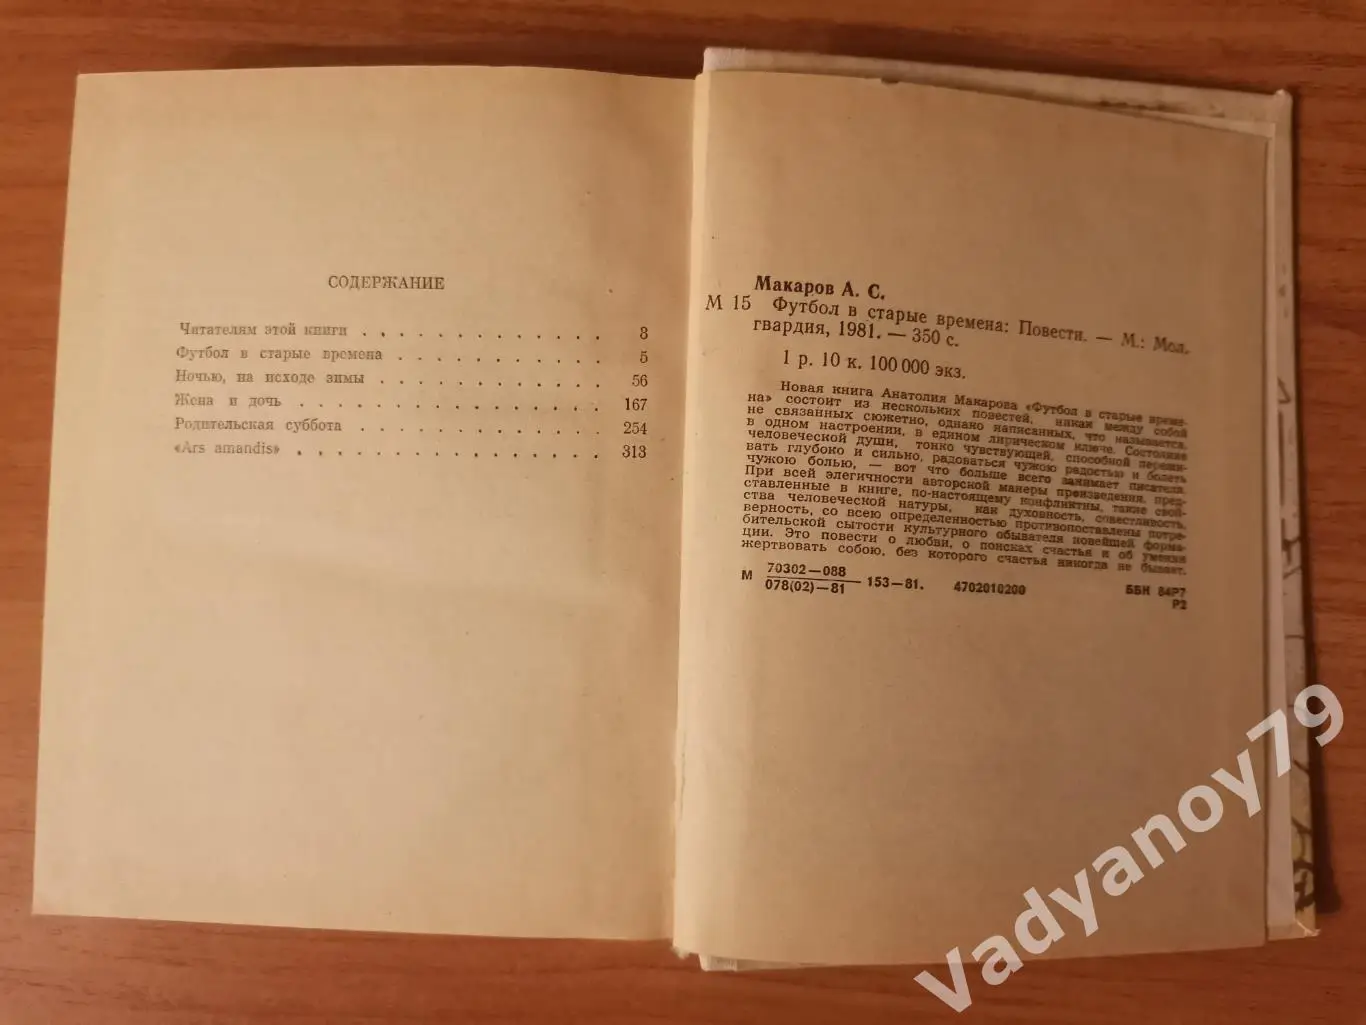 СОДЕРЖАНИЕ
Читателям этой книги . . . . . . . . . . . . 3
Футбол в старые времена . . . . . . . . . . 5
Ночью, на исходе зимы . . . . . . . . . . . 56
Жена и дочь . . . . . . . . . . . . . . . 167
Родительская суббота . . . . . . . . . . . . 254
«Ars amandis» . . . . . . . . . . . . . . . 313
Макаров А. С.
М 15 Футбол в старые времена: Повести. — М.: Мол.
гвардия, 1981. — 350 с.
1 р. 10 к. 100 000 экз.
Новая книга Анатолия Макарова «Футбол в старые време-
на» состоит из нескольких повестей, никак между собой
не связанных сюжетно, однако написанных, что называется,
в одном настроении, в едином лирическом ключе. Состояние
человеческой души, тонко чувствующей, способной пережи-
вать глубоко и сильно, радоваться чужою радостью и болеть
чужою болью, — вот что больше всего занимает писателя.
При всей элегичности авторской манеры произведения, пред-
ставленные в книге, по-настоящему конфликтны, такие свой-
ства человеческой натуры, как духовность, совестливость,
верность, со всею определенностью противопоставлены потре-
бительской сытости культурного обывателя новейшей форма-
ции. Это повести о любви, о поисках счастья и об умении
жертвовать собою, без которого счастья никогда не бывает.
М 70302—088
078(02)—81 153—81. 4702010200 ББК 84Р7
Р2
Vadyanoy79